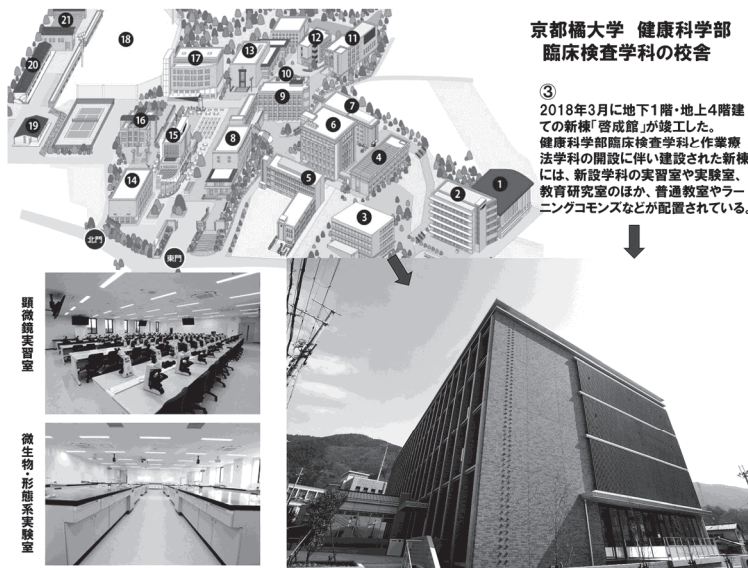 京都橘大学 健康科学部
臨床検査学科の校舎
③
2018年3月に地下1階・地上4階建
ての新棟「啓成館」が竣工した。
健康科学部臨床検査学科と作業療
法学科の開設に伴い建設された新棟
には、新設学科の実習室や実験室、
教育研究室のほか、普通教室やラー
ニングコモンズなどが配置されている。
21
20
19
18
17
16
15
14
13
12
11
10
9
8
7
6
5
4
3
2
1
北門
東門
顕微鏡実習室
微生物・形態系実験室